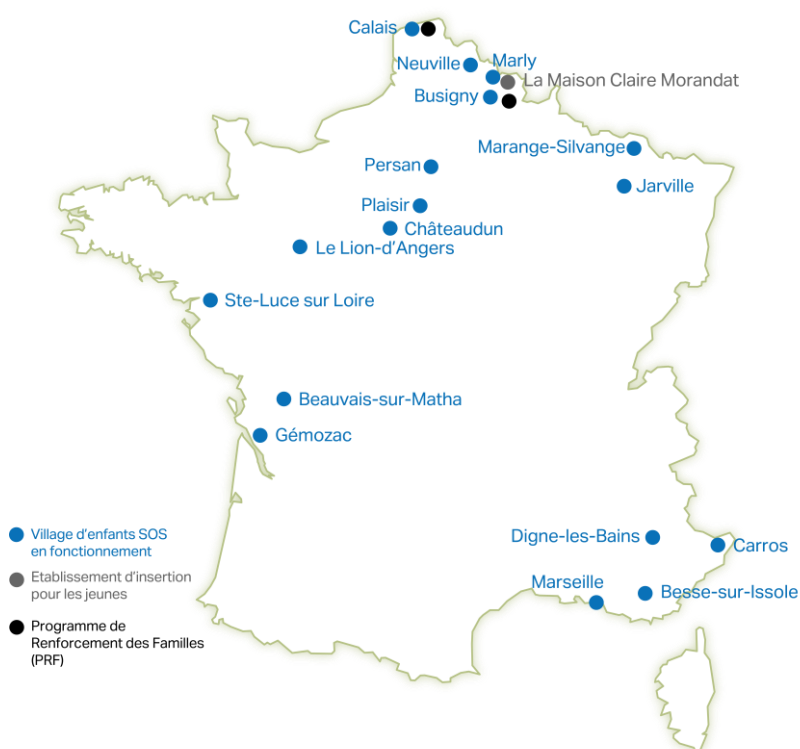 Calais
Neuville
Marly
La Maison Claire Morandat
Busigny
Marange-Silvange
Persan
Jarville
Plaisir
Châteaudun
Le Lion-d'Angers
Ste-Luce sur Loire
Beauvais-sur-Matha
Gémozac
Village d'enfants SOS
en fonctionnement
Etablissement d'insertion
pour les jeunes
Programme de
Renforcement des Familles
(PRF)
Digne-les-Bains
Carros
Marseille
Besse-sur-Issole